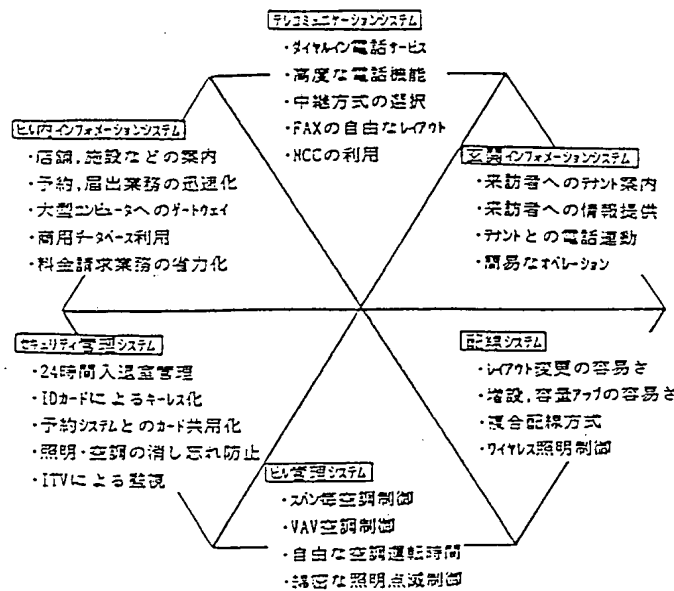 テレコミュニケーションシステム
・ダイヤルイン電話サービス
・高度な電話機能
・中継方式の選択
・FAXの自由なレイアウト
・NCCの利用
ビル内インフォメーションシステム
・店舗,施設などの案内
・予約,届出業務の迅速化
・大型コンピュータへのゲートウェイ
・商用データベース利用
・料金請求業務の省力化
玄関インフォメーションシステム
・来訪者へのテナント案内
・来訪者への情報提供
・テナントとの電話連動
・簡易なオペレーション
セキュリティ管理システム
・24時間入退室管理
・IDカードによるキーレス化
・予約システムとのカード共用化
・照明・空調の消し忘れ防止
・ITVによる監視
配線システム
・レイアウト変更の容易さ
・増設,容量アップの容易さ
・複合配線方式
・ワイヤレス照明制御
ビル管理システム
・スパン毎空調制御
・VAV空調制御
・自由な空調運転時間
・綿密な照明点滅制御